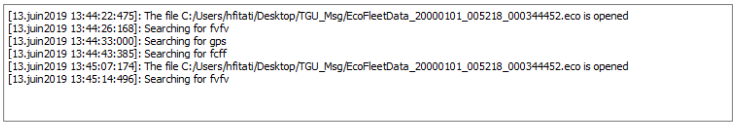 [13.juin2019 13:44:22:475]: The file C:/Users/hfitati/Desktop/TGU_Msg/EcoFleetData_20000101_005218_000344452.eco is opened
[13.juin2019 13:44:26:168]: Searching for fvfv
[13.juin2019 13:44:33:000]: Searching for gps
[13.juin2019 13:44:43:385]: Searching for fcff
[13.juin2019 13:45:07:174]: The file C:/Users/hfitati/Desktop/TGU_Msg/EcoFleetData_20000101_005218_000344452.eco is opened
[13.juin2019 13:45:14:496]: Searching for fvfv